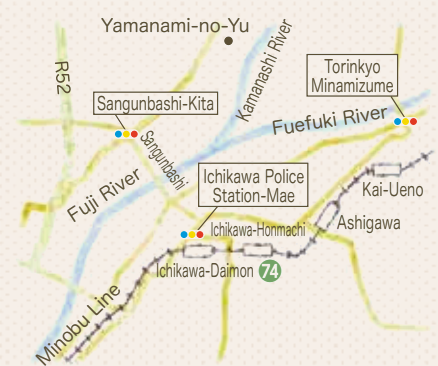 Yamanami-no-Yu
R52
Kamanashi River
Torinkyo
Minamizume
Sangunbashi-Kita
Sangunbashi
Fuefuki River
Fuji River
Ichikawa Police
Station-Mae
Kai-Ueno
Ichikawa-Honmachi
Ashigawa
Ichikawa-Daimon
74
Minobu Line